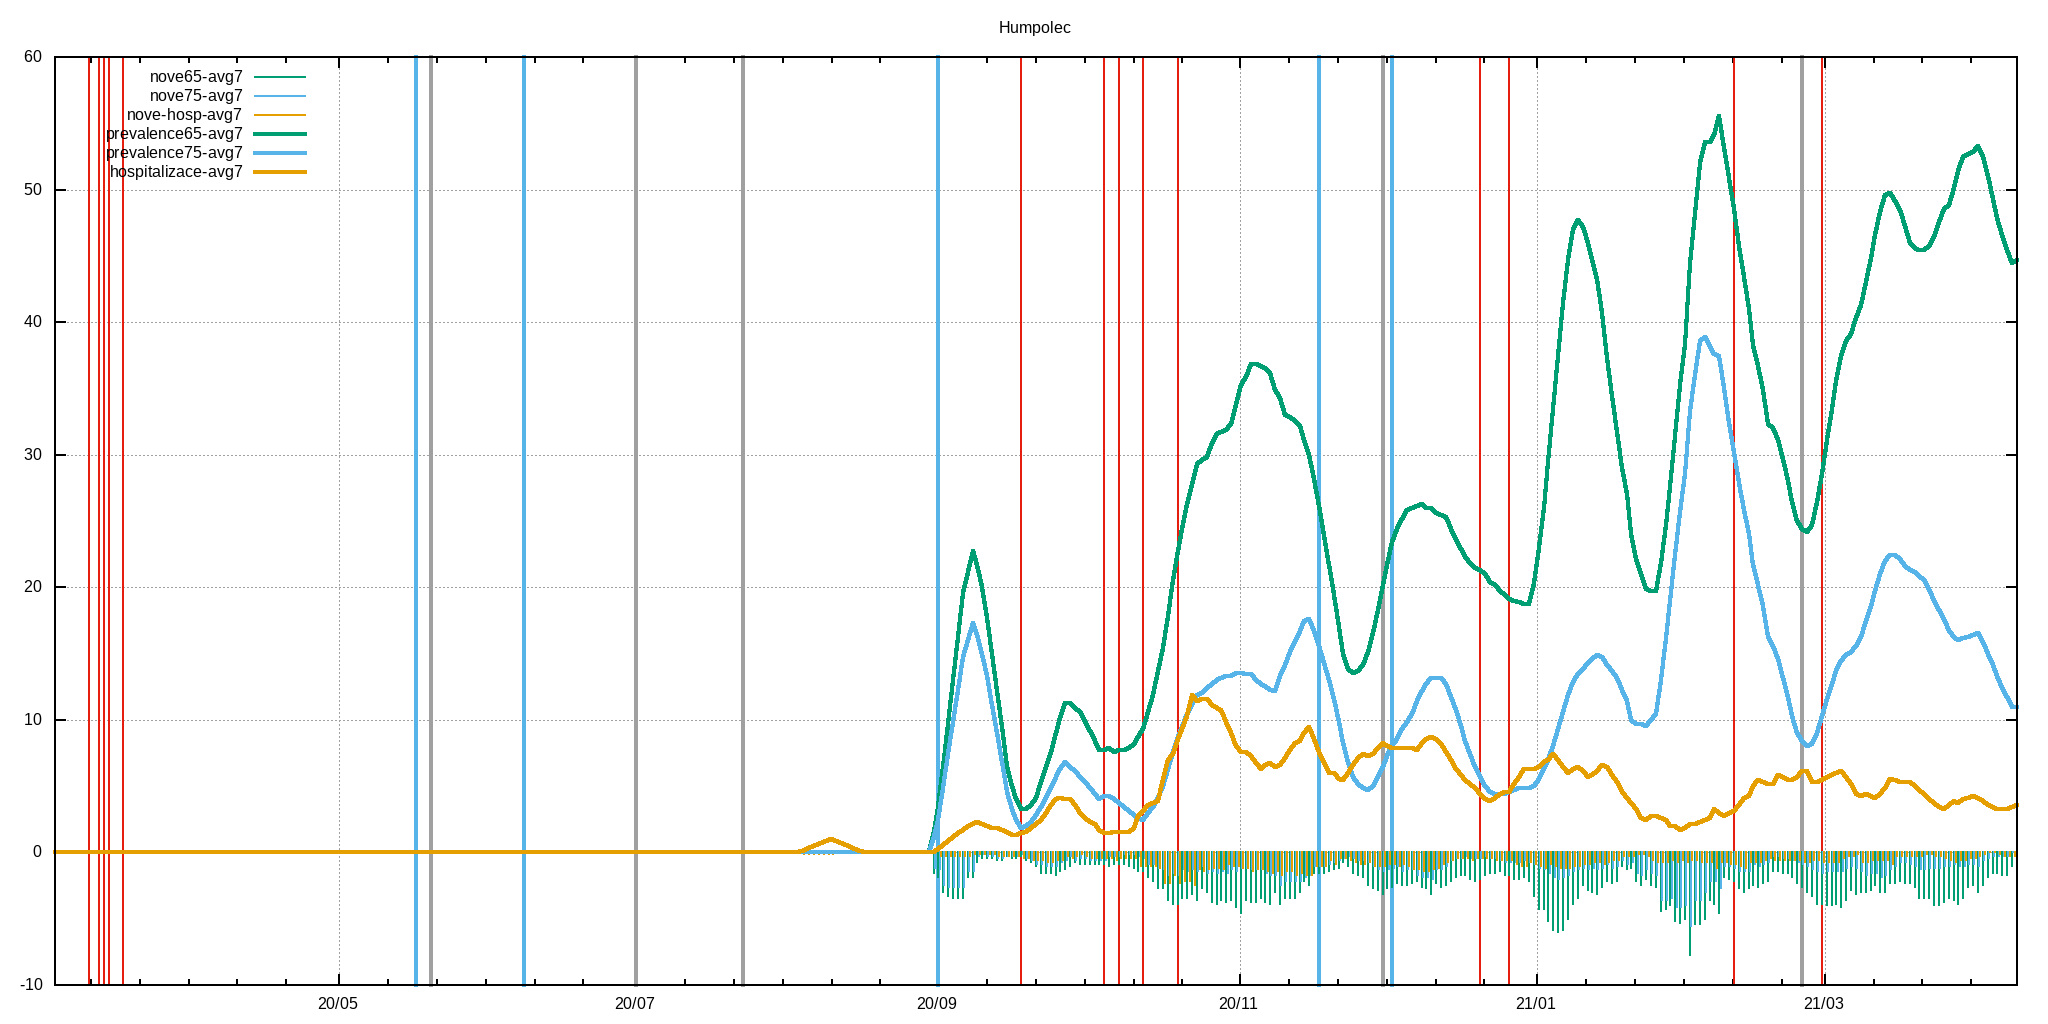 Humpolec
60
50
40
30
20
10
0
-10
nove65-avg7
nove75-avg7
nove-hosp-avg7
prevalence65-avg7
prevalence75-avg7
hospitalizace-avg7
20/05 20/07 20/09 20/11 21/01 21/03